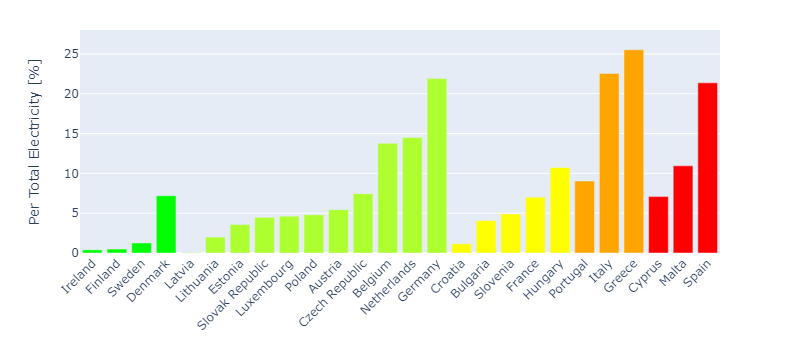 Per Total Electricity [%]
25
20
15
10
5
0
Ireland
Finland
Sweden
Denmark
Latvia
Lithuania
Estonia
Slovak Republic
Luxembourg
Poland
Austria
Czech Republic
Belgium
Netherlands
Germany
Croatia
Bulgaria
Slovenia
France
Hungary
Portugal
Italy
Greece
Cyprus
Malta
Spain